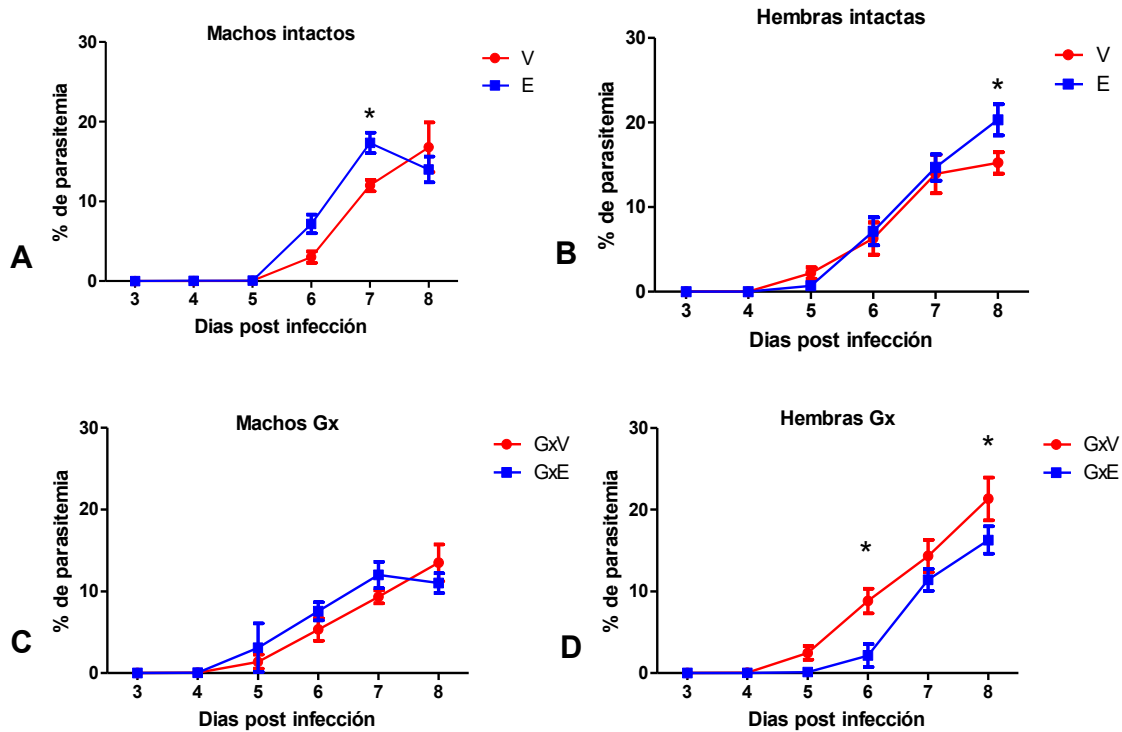 Machos intactos
V
E
*
% de parasitemia
30
20
10
0
3 4 5 6 7 8
Dias post infección
A
Hembras intactas
V
E
*
% de parasitemia
30
20
10
0
3 4 5 6 7 8
Dias post infección
B
Machos Gx
GxV
GxE
% de parasitemia
30
20
10
0
3 4 5 6 7 8
Dias post infección
C
Hembras Gx
GxV
GxE
*
*
% de parasitemia
30
20
10
0
3 4 5 6 7 8
Dias post infección
D